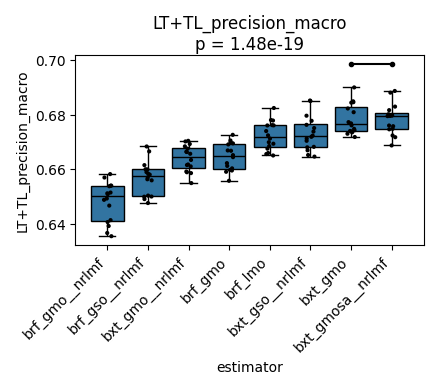 LT+TL_precision_macro
p = 1.48e-19
LT+TL_precision_macro
0.70
0.68
0.66
0.64
brf_gmo__nrlmf
brf_gso__nrlmf
bxt_gmo__nrlmf
brf_gmo
brf_lmo
bxt_gso__nrlmf
bxt_gmo
bxt_gmosa__nrlmf
estimator